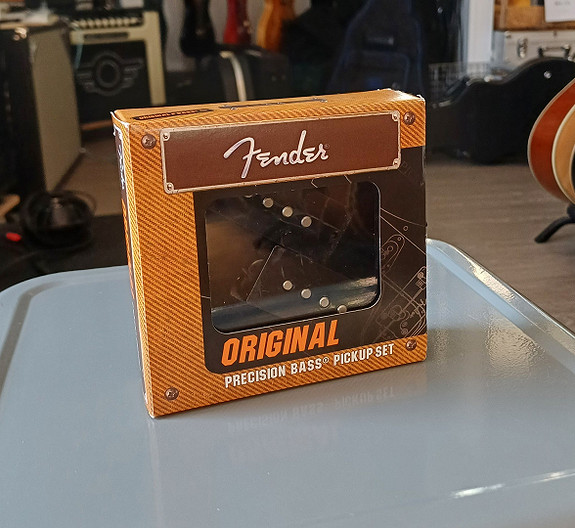 Fender
ORIGINAL
PRECISION BASS® PICKUP SET